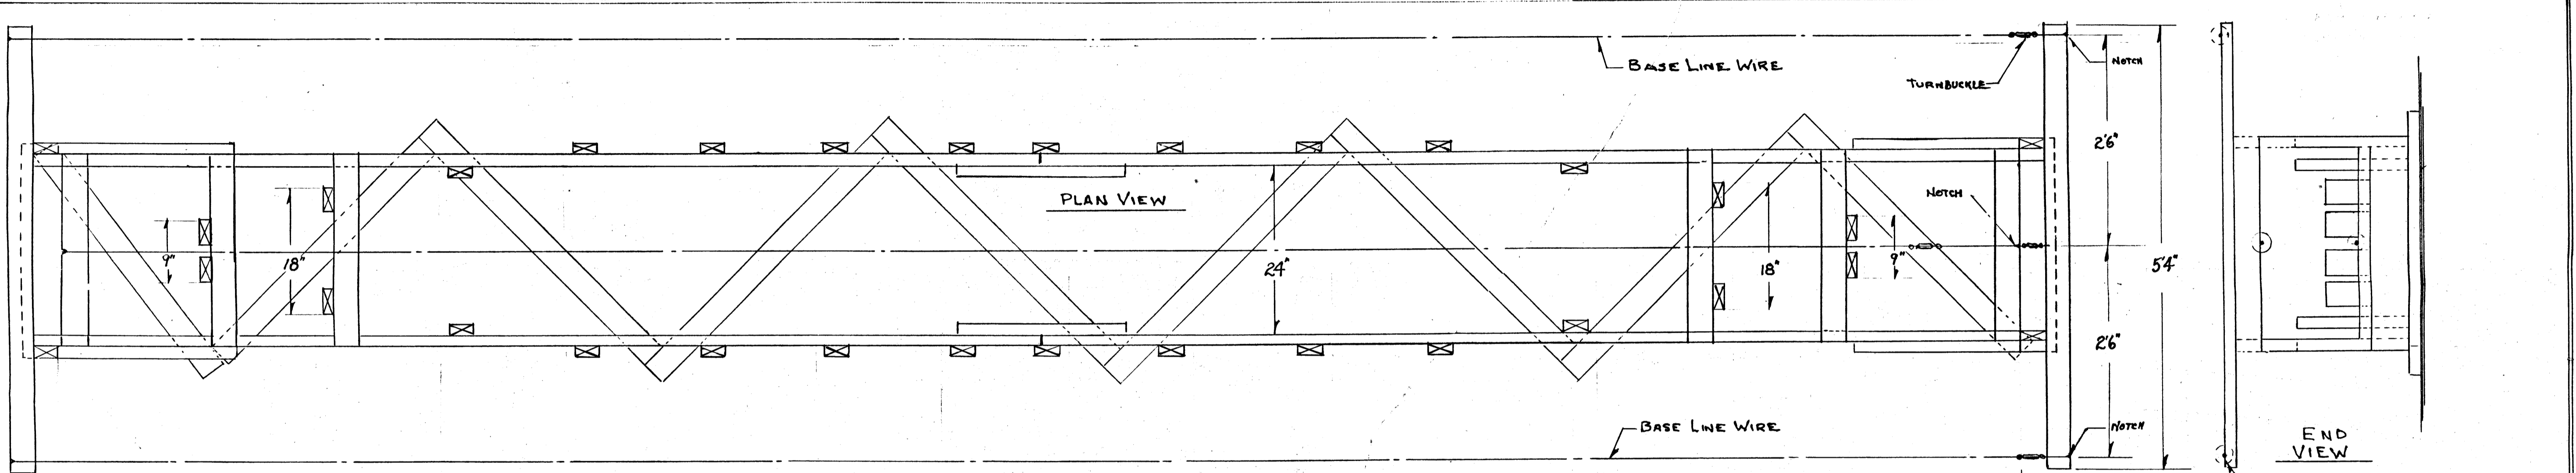 BASE LINE WIRE
TURNBUCKLE
NOTCH
2'6"
PLAN VIEW
NOTCH
9"
18"
24"
18"
9"
5'4"
2'6"
BASE LINE WIRE
NOTCH
END
VIEW